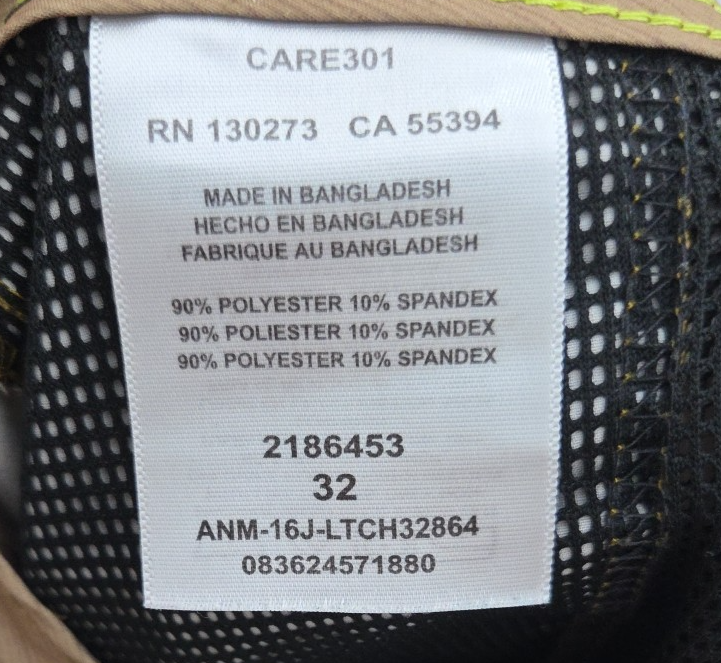 CARE301
RN 130273 CA 55394
MADE IN BANGLADESH
HECHO EN BANGLADESH
FABRIQUE AU BANGLADESH
90% POLYESTER 10% SPANDEX
90% POLIESTER 10% SPANDEX
90% POLYESTER 10% SPANDEX
2186453
32
ANM-16J-LTCH32864
083624571880